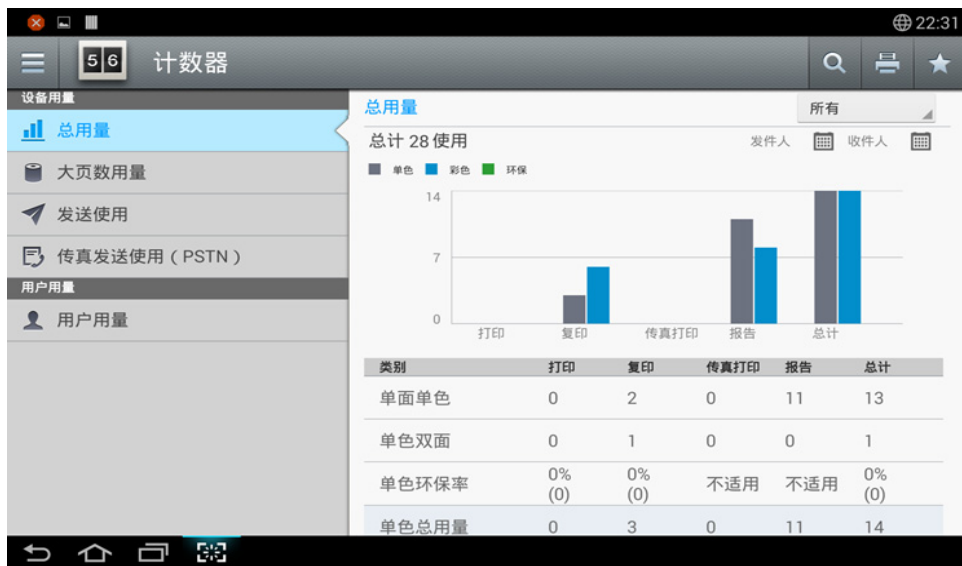 22:31
56 计数器
设备用量
总用量
大页数用量
发送使用
传真发送使用 ( PSTN )
用户用量
用户用量
总用量 所有
总计 28 使用 发件人 收件人
单色 彩色 环保
14
7
0
打印 复印 传真打印 报告 总计
类别 打印 复印 传真打印 报告 总计
单面单色 0 2 0 11 13
单色双面 0 1 0 0 1
单色环保率 0% (0) 0% (0) 不适用 不适用 0% (0)
单色总用量 0 3 0 11 14